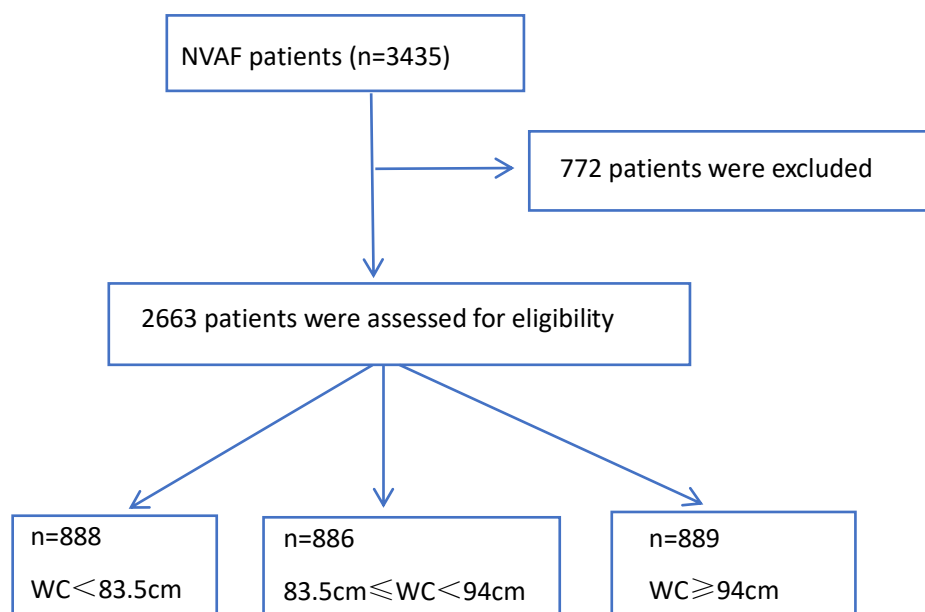 NVAF patients (n=3435)
772 patients were excluded
2663 patients were assessed for eligibility
n=888
WC＜83.5cm
n=886
83.5cm≤WC＜94cm
n=889
WC≥94cm